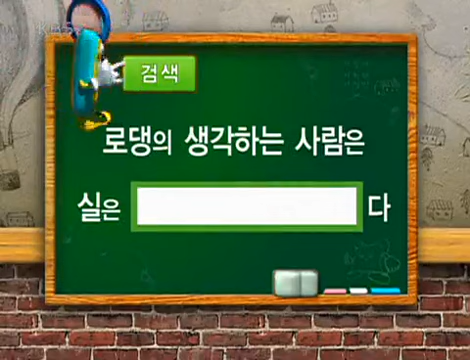 검색
로댕의 생각하는 사람은
실은
다